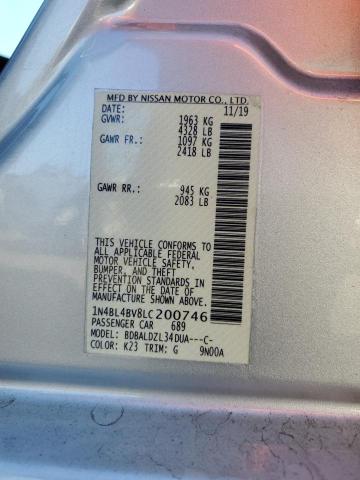 MFD BY NISSAN MOTOR CO., LTD.
DATE: 11/19
GVWR: 1963 KG
4328 LB
GAWR FR.: 1097 KG
2418 LB
GAWR RR.: 945 KG
2083 LB
THIS VEHICLE CONFORMS TO
ALL APPLICABLE FEDERAL
MOTOR VEHICLE SAFETY,
BUMPER, AND THEFT
PREVENTION STANDARDS IN
EFFECT ON THE DATE OF
MANUFACTURE SHOWN ABOVE.
1N4BL4BV8LC200746
PASSENGER CAR 689
MODEL: BDBALDZL34DUA---C-
COLOR: K23 TRIM: G 9N00A